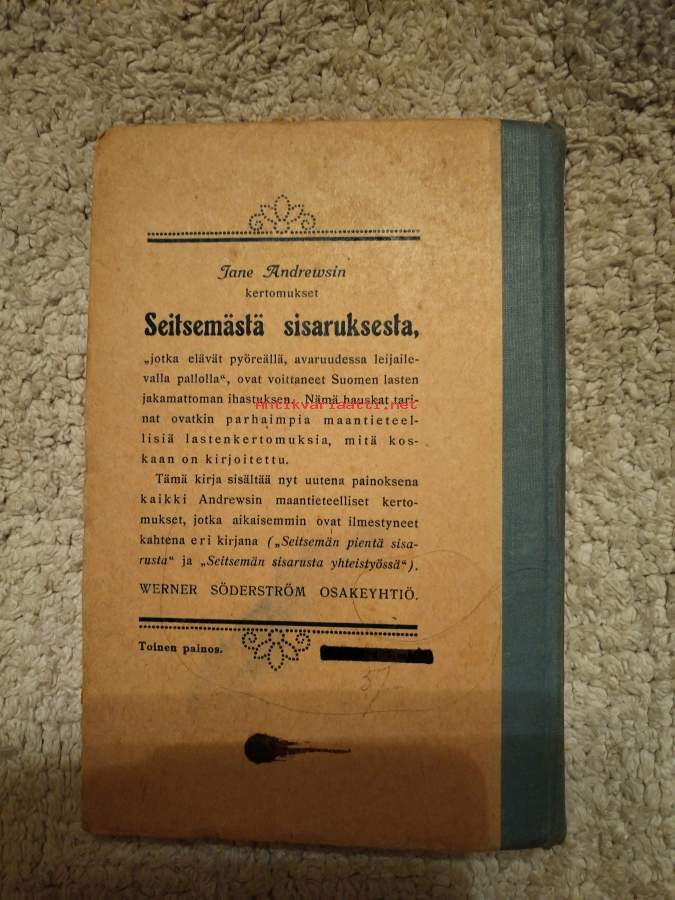 Jane Andrewsin
kertomukset
Seitsemästä sisaruksesta,
„jotka elävät pyöreällä, avaruudessa leijaile-
valla pallolla“, ovat voittaneet Suomen lasten
jakamattoman ihastuksen. Nämä hauskat tari-
Antikvariaatti.net
nat ovatkin parhaimpia maantieteel-
lisiä lastenkertomuksia, mitä kos-
kaan on kirjoitettu.
Tämä kirja sisältää nyt uutena painoksena
kaikki Andrewsin maantieteelliset kerto-
mukset, jotka aikaisemmin ovat ilmestyneet
kahtena eri kirjana („Seitsemän pientä sisa-
rusta“ ja „Seitsemän sisarusta yhteistyössä“).
WERNER SÖDERSTRÖM OSAKEYHTIÖ.
Toinen painos.